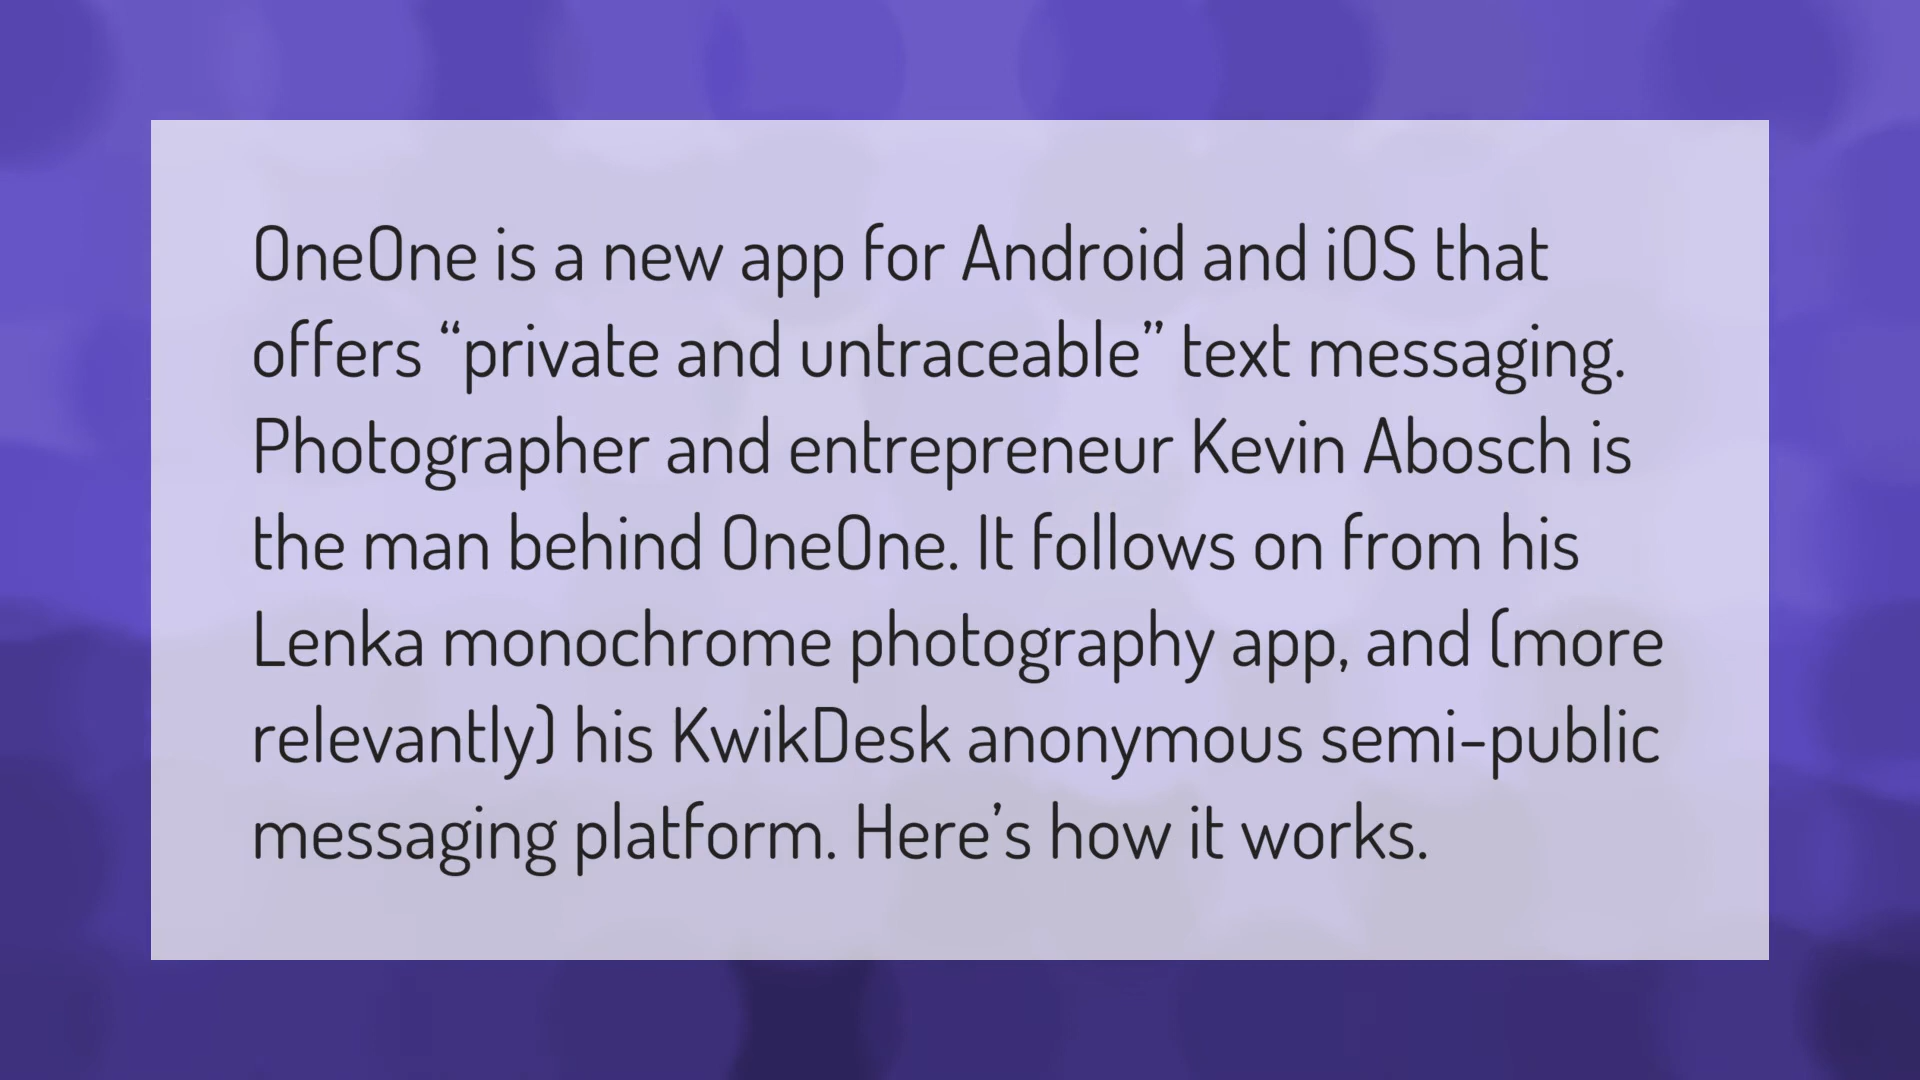 OneOne is a new app for Android and iOS that
offers “private and untraceable” text messaging.
Photographer and entrepreneur Kevin Abosch is
the man behind OneOne. It follows on from his
Lenka monochrome photography app, and (more
relevantly) his KwikDesk anonymous semi-public
messaging platform. Here’s how it works.